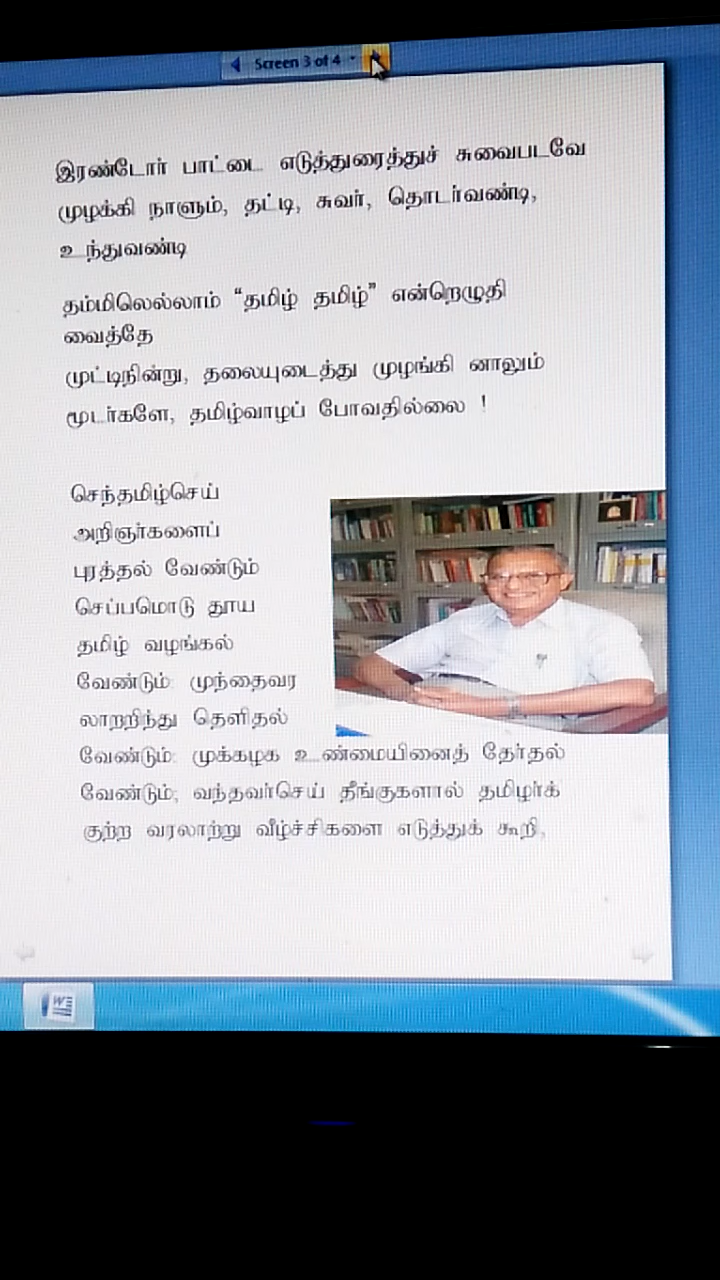 Screen 3 of 4
இரண்டோர் பாட்டை எடுத்துரைத்துச் சுவைபடவே
முழக்கி நாளும், தட்டி, சுவர், தொடர்வண்டி,
உந்துவண்டி
தம்மிலெல்லாம் “தமிழ் தமிழ்” என்றெழுதி
வைத்தே
முட்டிநின்று, தலையுடைத்து முழங்கி னாலும்
மூடர்களே, தமிழ்வாழப் போவதில்லை !
செந்தமிழ்செய்
அறிஞர்களைப்
புரத்தல் வேண்டும்
செப்பமொடு தூய
தமிழ் வழங்கல்
வேண்டும்: முந்தைவர
லாறறிந்து தெளிதல்
வேண்டும்: முக்கழக உண்மையினைத் தேர்தல்
வேண்டும்; வந்தவர்செய் தீங்குகளால் தமிழர்க்
குற்ற வரலாற்று வீழ்ச்சிகளை எடுத்துக் கூறி,